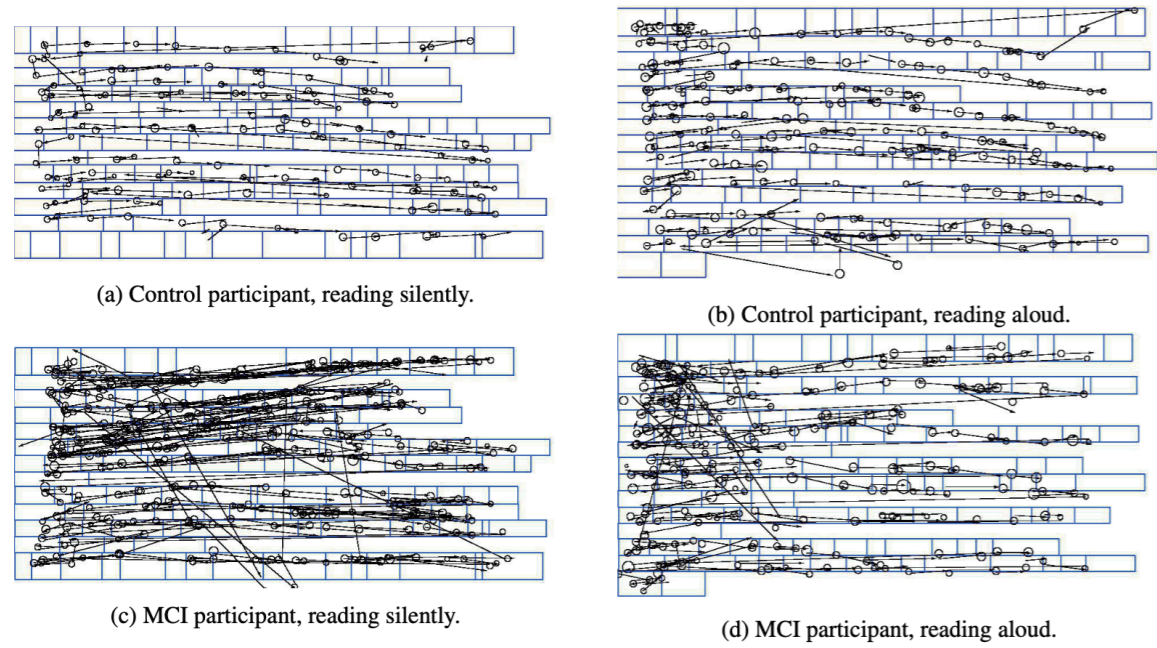 (a) Control participant, reading silently.
(b) Control participant, reading aloud.
(c) MCI participant, reading silently.
(d) MCI participant, reading aloud.